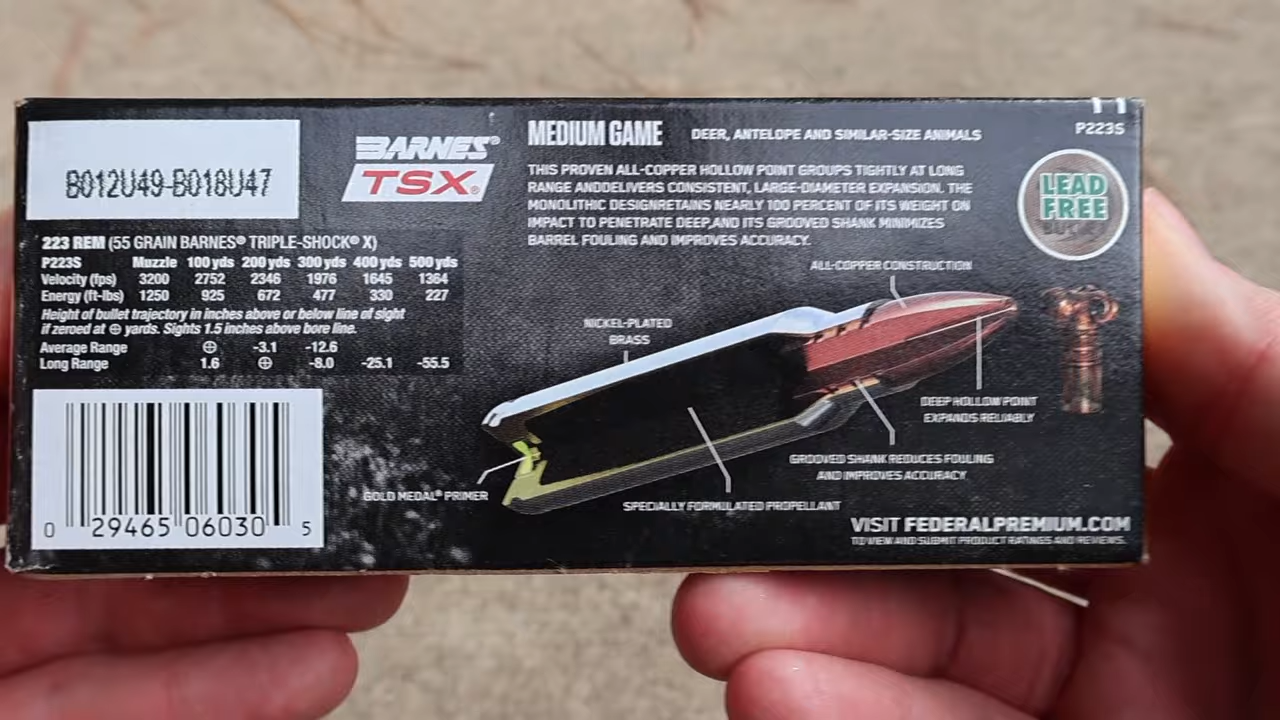 B012U49-B018U47
BARNES®
TSX®
MEDIUM GAME DEER, ANTELOPE AND SIMILAR-SIZE ANIMALS
THIS PROVEN ALL-COPPER HOLLOW POINT GROUPS TIGHTLY AT LONG
RANGE ANDDELIVERS CONSISTENT, LARGE-DIAMETER EXPANSION. THE
MONOLITHIC DESIGNRETAINS NEARLY 100 PERCENT OF ITS WEIGHT ON
IMPACT TO PENETRATE DEEP,AND ITS GROOVED SHANK MINIMIZES
BARREL FOULING AND IMPROVES ACCURACY.
P223S
LEAD
FREE
BULLET
223 REM (55 GRAIN BARNES® TRIPLE-SHOCK® X)
P223S Muzzle 100 yds 200 yds 300 yds 400 yds 500 yds
Velocity (fps) 3200 2752 2346 1976 1645 1364
Energy (ft-lbs) 1250 925 672 477 330 227
Height of bullet trajectory in inches above or below line of sight
if zeroed at ⊕ yards. Sights 1.5 inches above bore line.
Average Range ⊕ -3.1 -12.6
Long Range 1.6 ⊕ -8.0 -25.1 -55.5
ALL-COPPER CONSTRUCTION
NICKEL-PLATED
BRASS
DEEP HOLLOW POINT
EXPANDS RELIABLY
GROOVED SHANK REDUCES FOULING
AND IMPROVES ACCURACY
GOLD MEDAL® PRIMER
SPECIALLY FORMULATED PROPELLANT
0 29465 06030 5
VISIT FEDERALPREMIUM.COM
TO VIEW AND SUBMIT PRODUCT RATINGS AND REVIEWS.